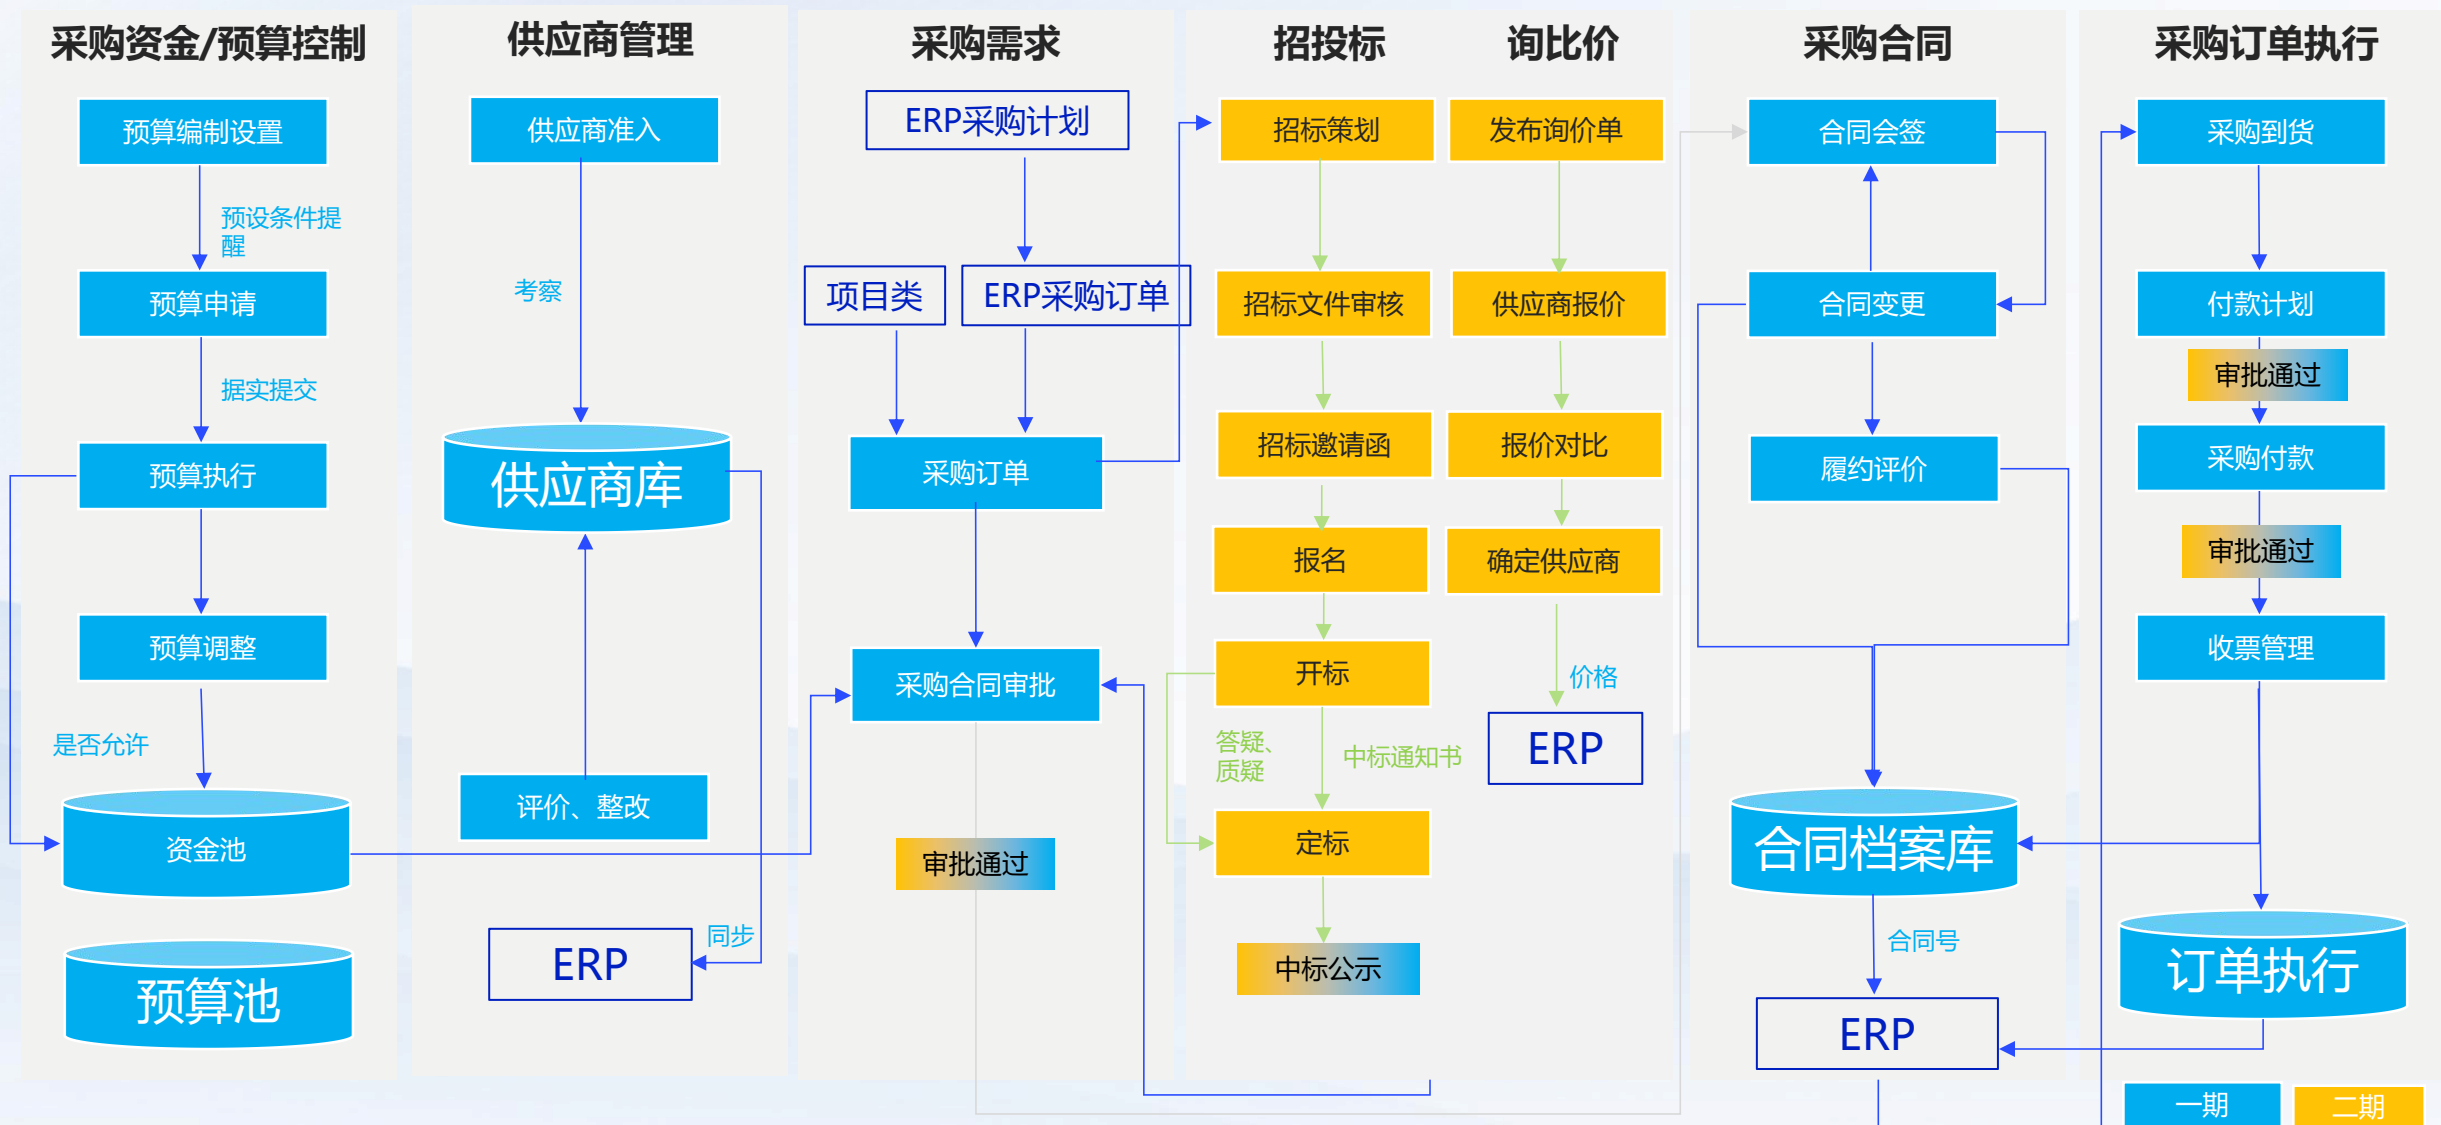 采购资金/预算控制
预算编制设置
预设条件提
醒
预算申请
据实提交
预算执行
预算调整
是否允许
资金池
预算池
供应商管理
供应商准入
考察
供应商库
评价、整改
同步
ERP
采购需求
ERP采购计划
项目类
ERP采购订单
采购订单
采购合同审批
审批通过
招投标
招标策划
招标文件审核
招标邀请函
报名
开标
答疑、
质疑
中标通知书
定标
中标公示
询比价
发布询价单
供应商报价
报价对比
确定供应商
价格
ERP
采购合同
合同会签
合同变更
履约评价
合同档案库
合同号
ERP
采购订单执行
采购到货
付款计划
审批通过
采购付款
审批通过
收票管理
订单执行
一期
二期